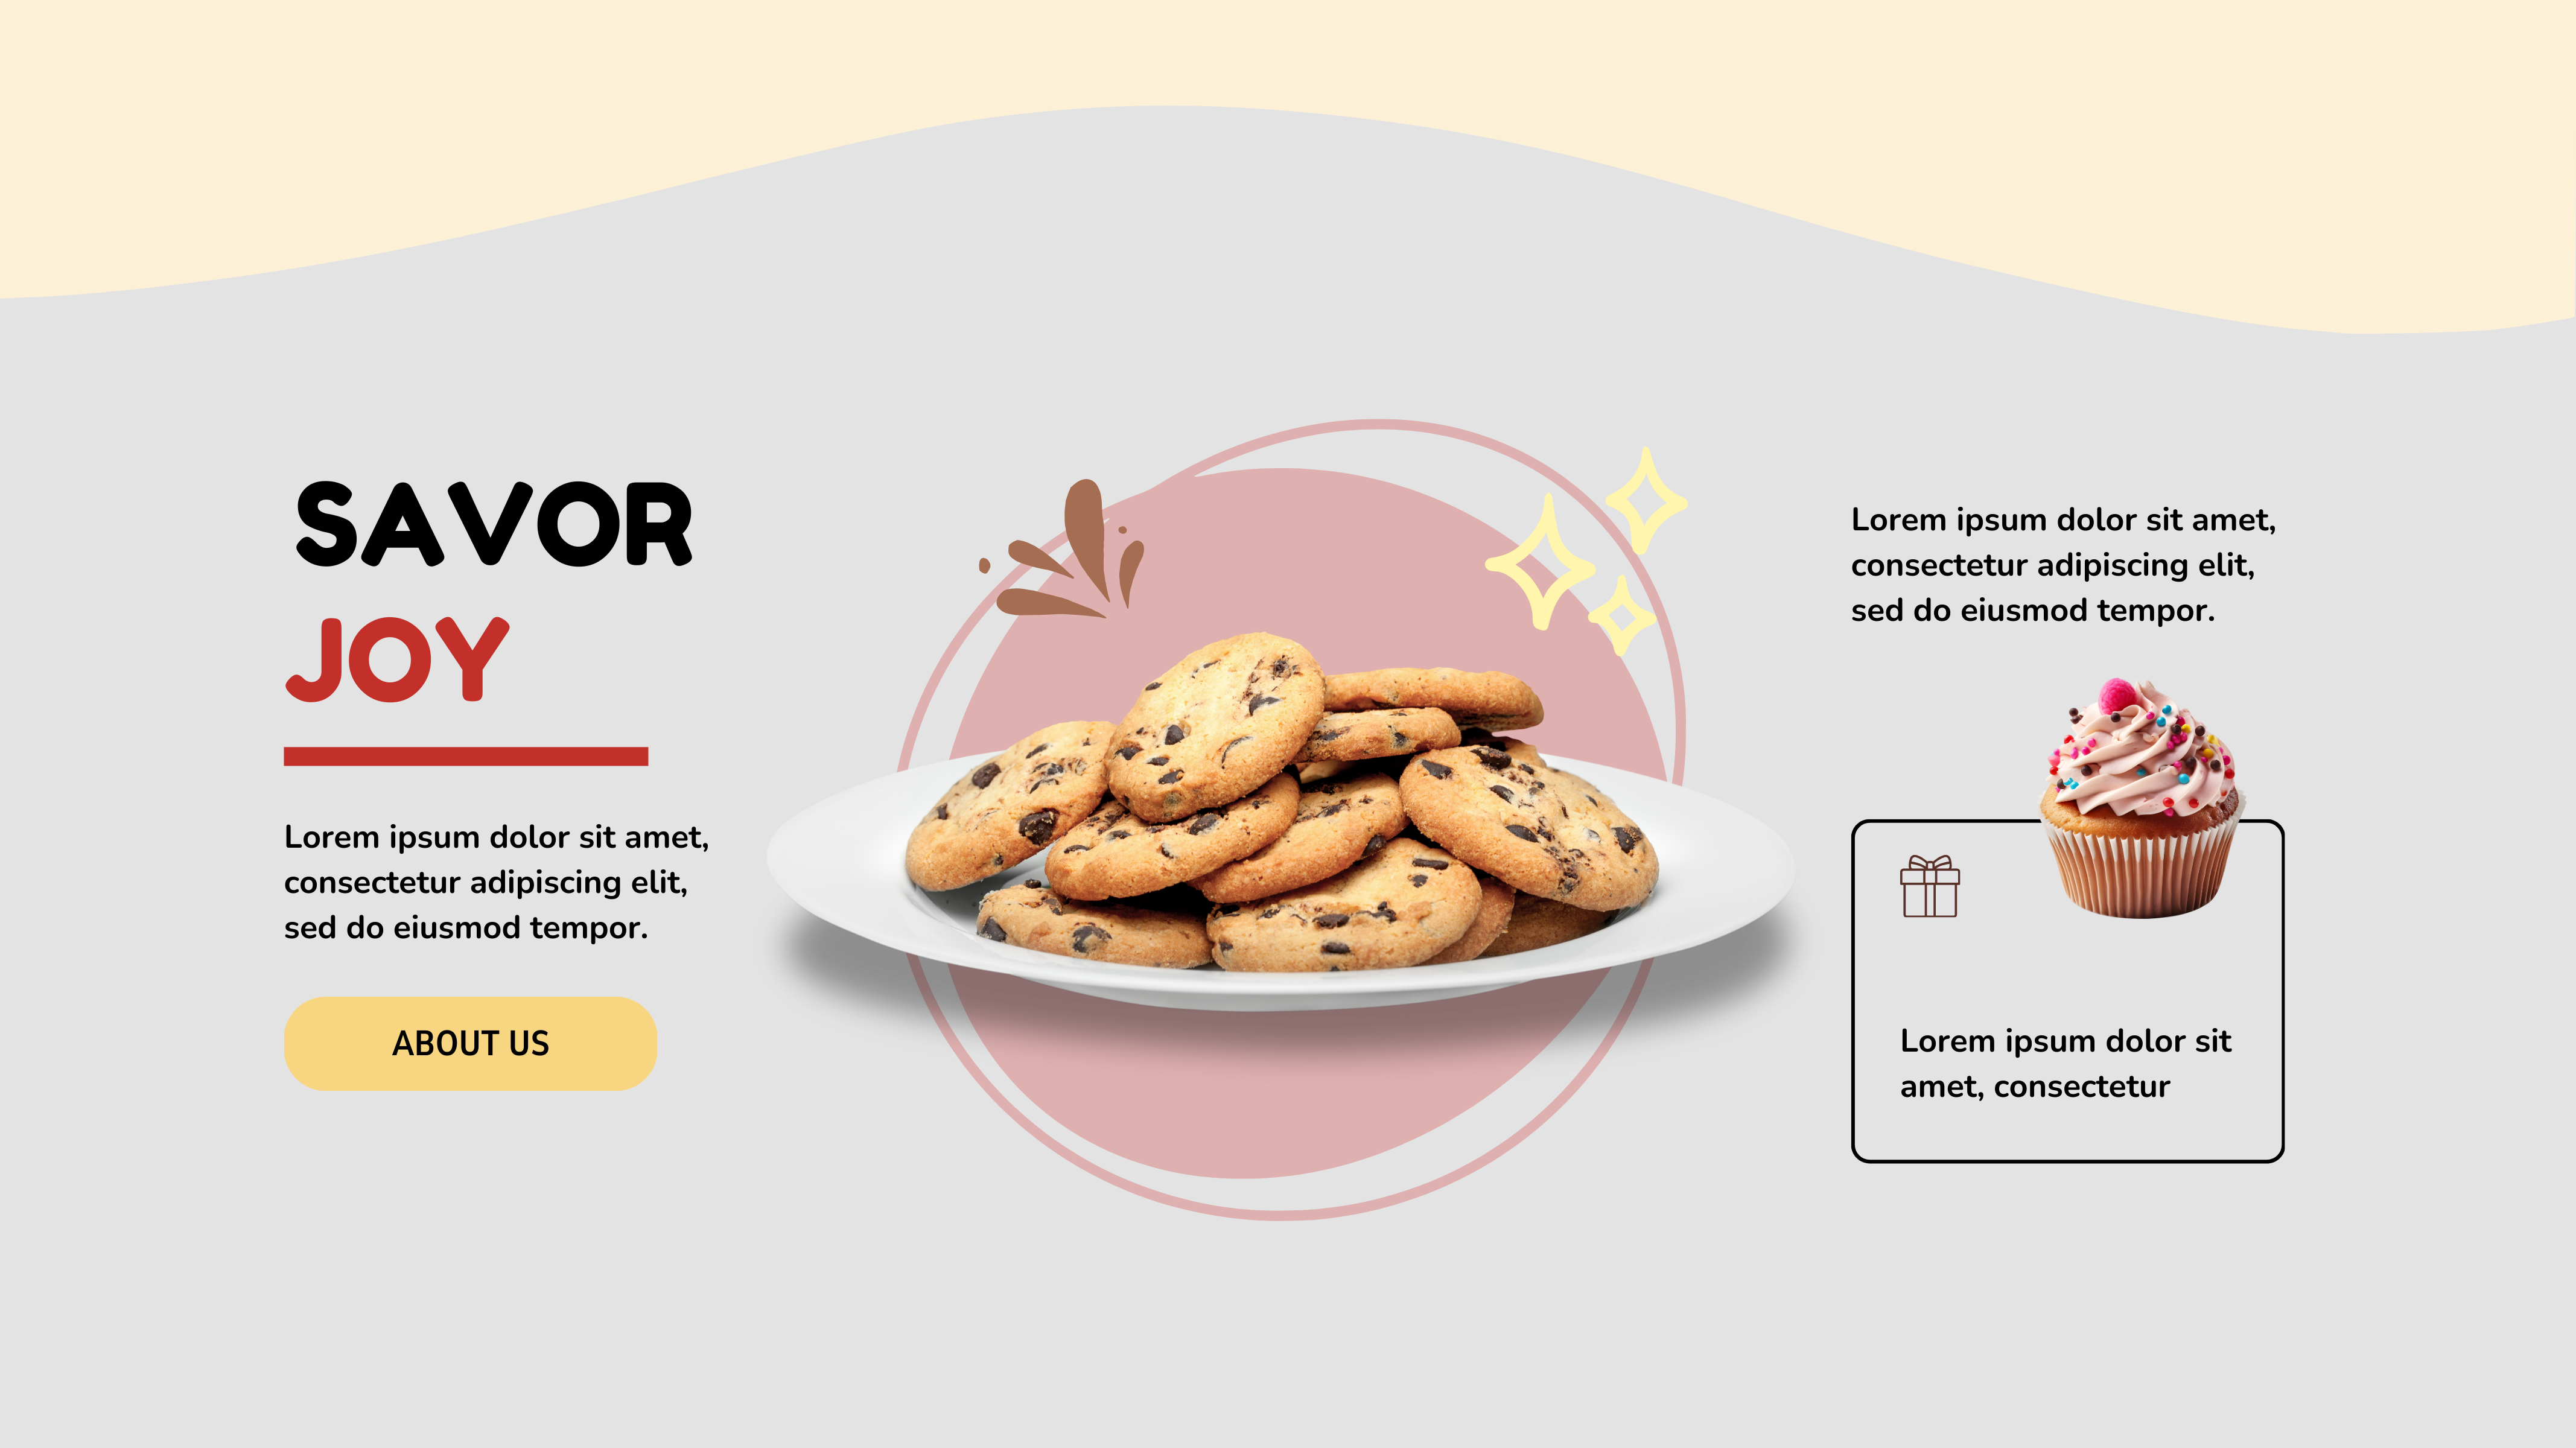 SAVOR
JOY
Lorem ipsum dolor sit amet,
consectetur adipiscing elit,
sed do eiusmod tempor.
ABOUT US
Lorem ipsum dolor sit amet,
consectetur adipiscing elit,
sed do eiusmod tempor.
Lorem ipsum dolor sit
amet, consectetur